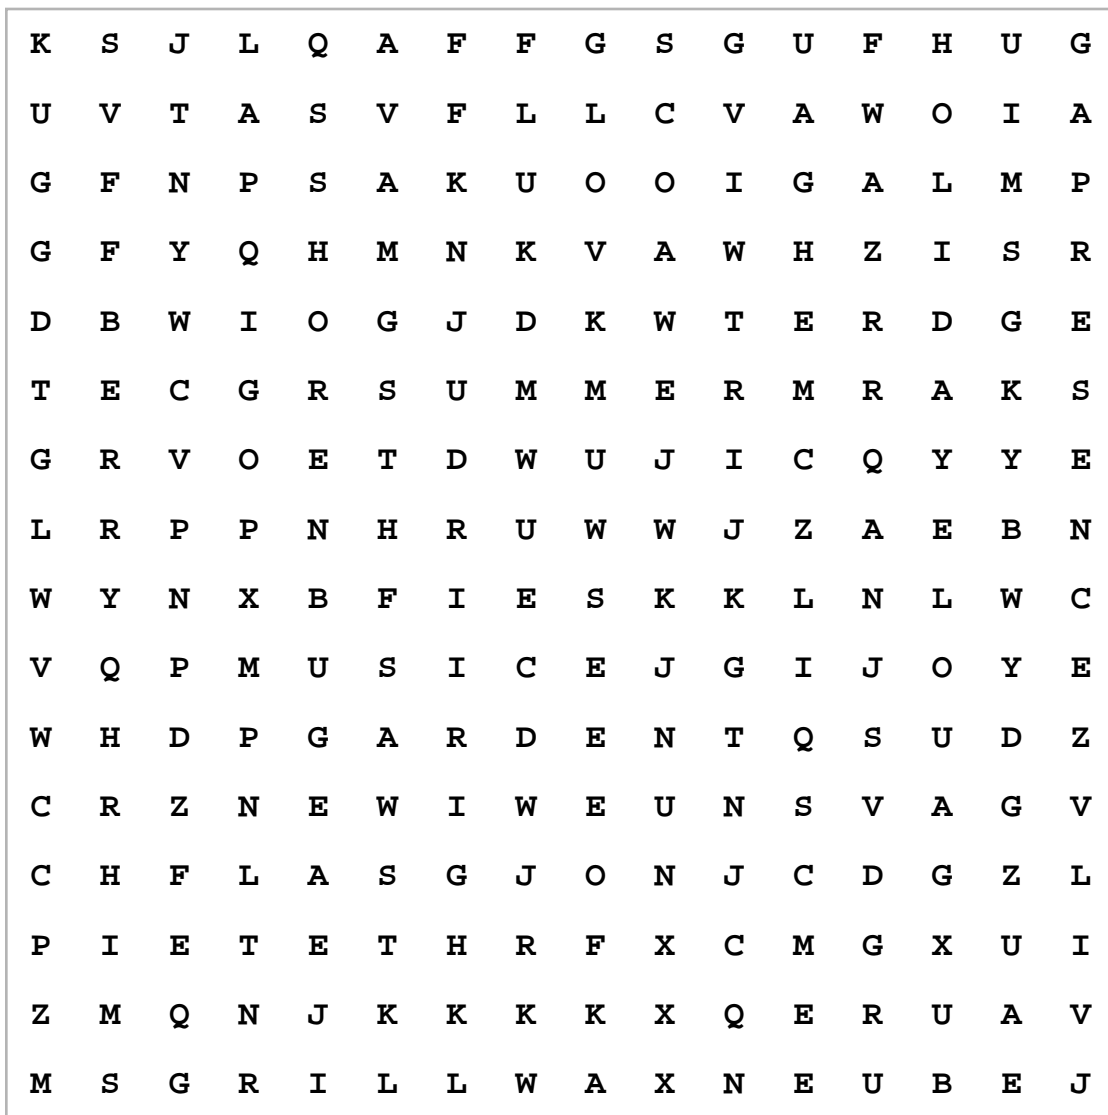 K S J L Q A F F G S G U F H U G
U V T A S V F L L C V A W O I A
G F N P S A K U O O I G A L M P
G F Y Q H M N K V A W H Z I S R
D B W I O G J D K W T E R D G E
T E C G R S U M M E R M R A K S
G R V O E T D W U J I C Q Y Y E
L R P P N H R U W W J Z A E B N
W Y N X B F I E S K K L N L W C
V Q P M U S I C E J G I J O Y E
W H D P G A R D E N T Q S U D Z
C R Z N E W I W E U N S V A G V
C H F L A S G J O N J C D G Z L
P I E T E T H R F X C M G X U I
Z M Q N J K K K K X Q E R U A V
M S G R I L L W A X N E U B E J